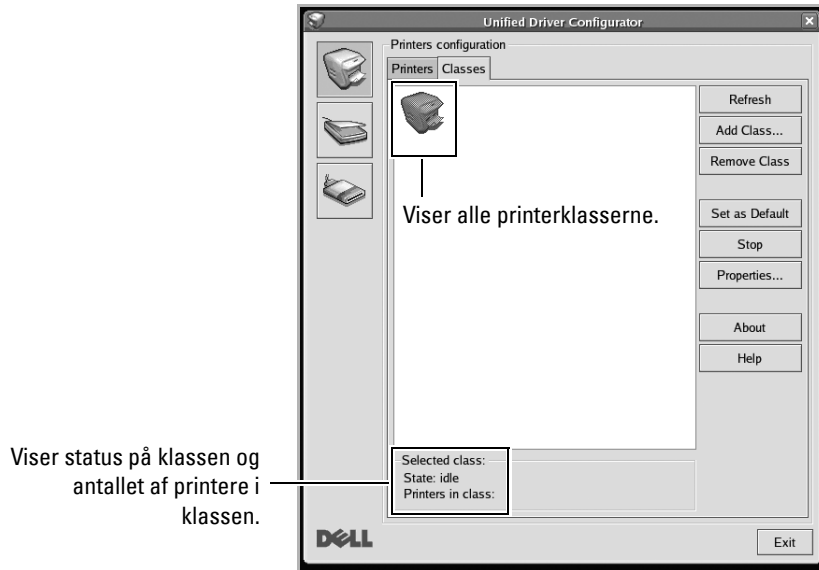 Unified Driver Configurator
Printers configuration
Printers Classes
Refresh
Add Class...
Remove Class
Viser alle printerklasserne.
Set as Default
Stop
Properties...
About
Help
Viser status på klassen og
antallet af printere i
klassen.
Selected class:
State: idle
Printers in class:
DELL
Exit